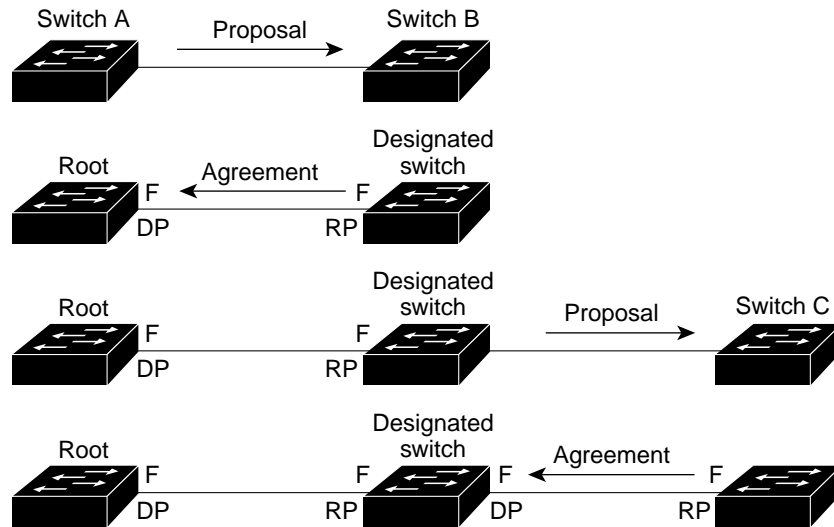 Switch A
Proposal
Switch B
Root
Agreement
Designated
switch
F
F
DP
RP
Root
Designated
switch
Proposal
Switch C
F
F
DP
RP
Root
Designated
switch
Agreement
F
F
F
F
DP
RP
DP
RP